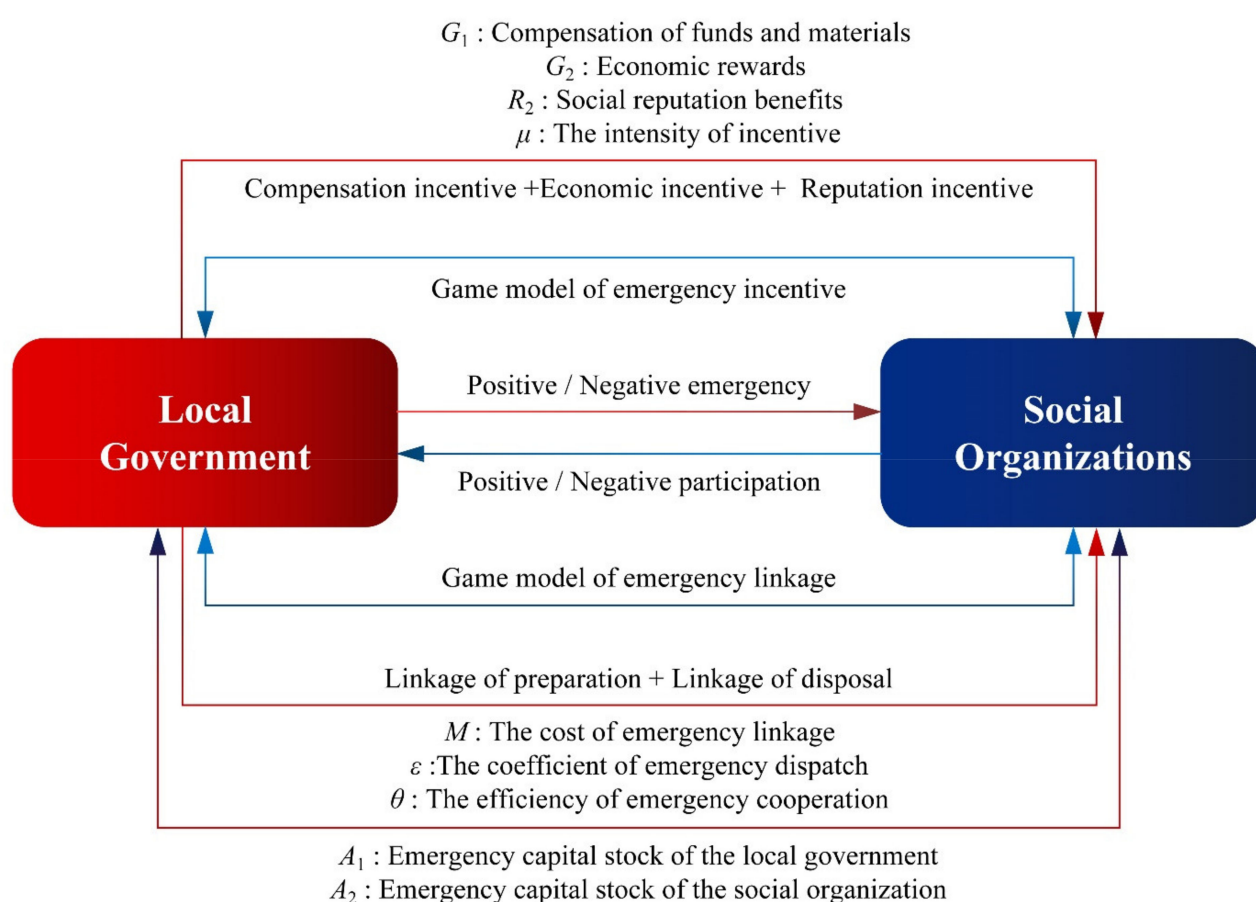 G₁ : Compensation of funds and materials
G₂ : Economic rewards
R₂ : Social reputation benefits
μ : The intensity of incentive
Compensation incentive +Economic incentive + Reputation incentive
Game model of emergency incentive
Positive / Negative emergency
Local
Government
Social
Organizations
Positive / Negative participation
Game model of emergency linkage
Linkage of preparation + Linkage of disposal
M : The cost of emergency linkage
ε :The coefficient of emergency dispatch
θ : The efficiency of emergency cooperation
A₁ : Emergency capital stock of the local government
A₂ : Emergency capital stock of the social organization